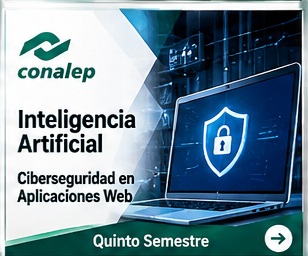 conalep
Inteligencia
Artificial
Ciberseguridad en
Aplicaciones Web
Quinto Semestre